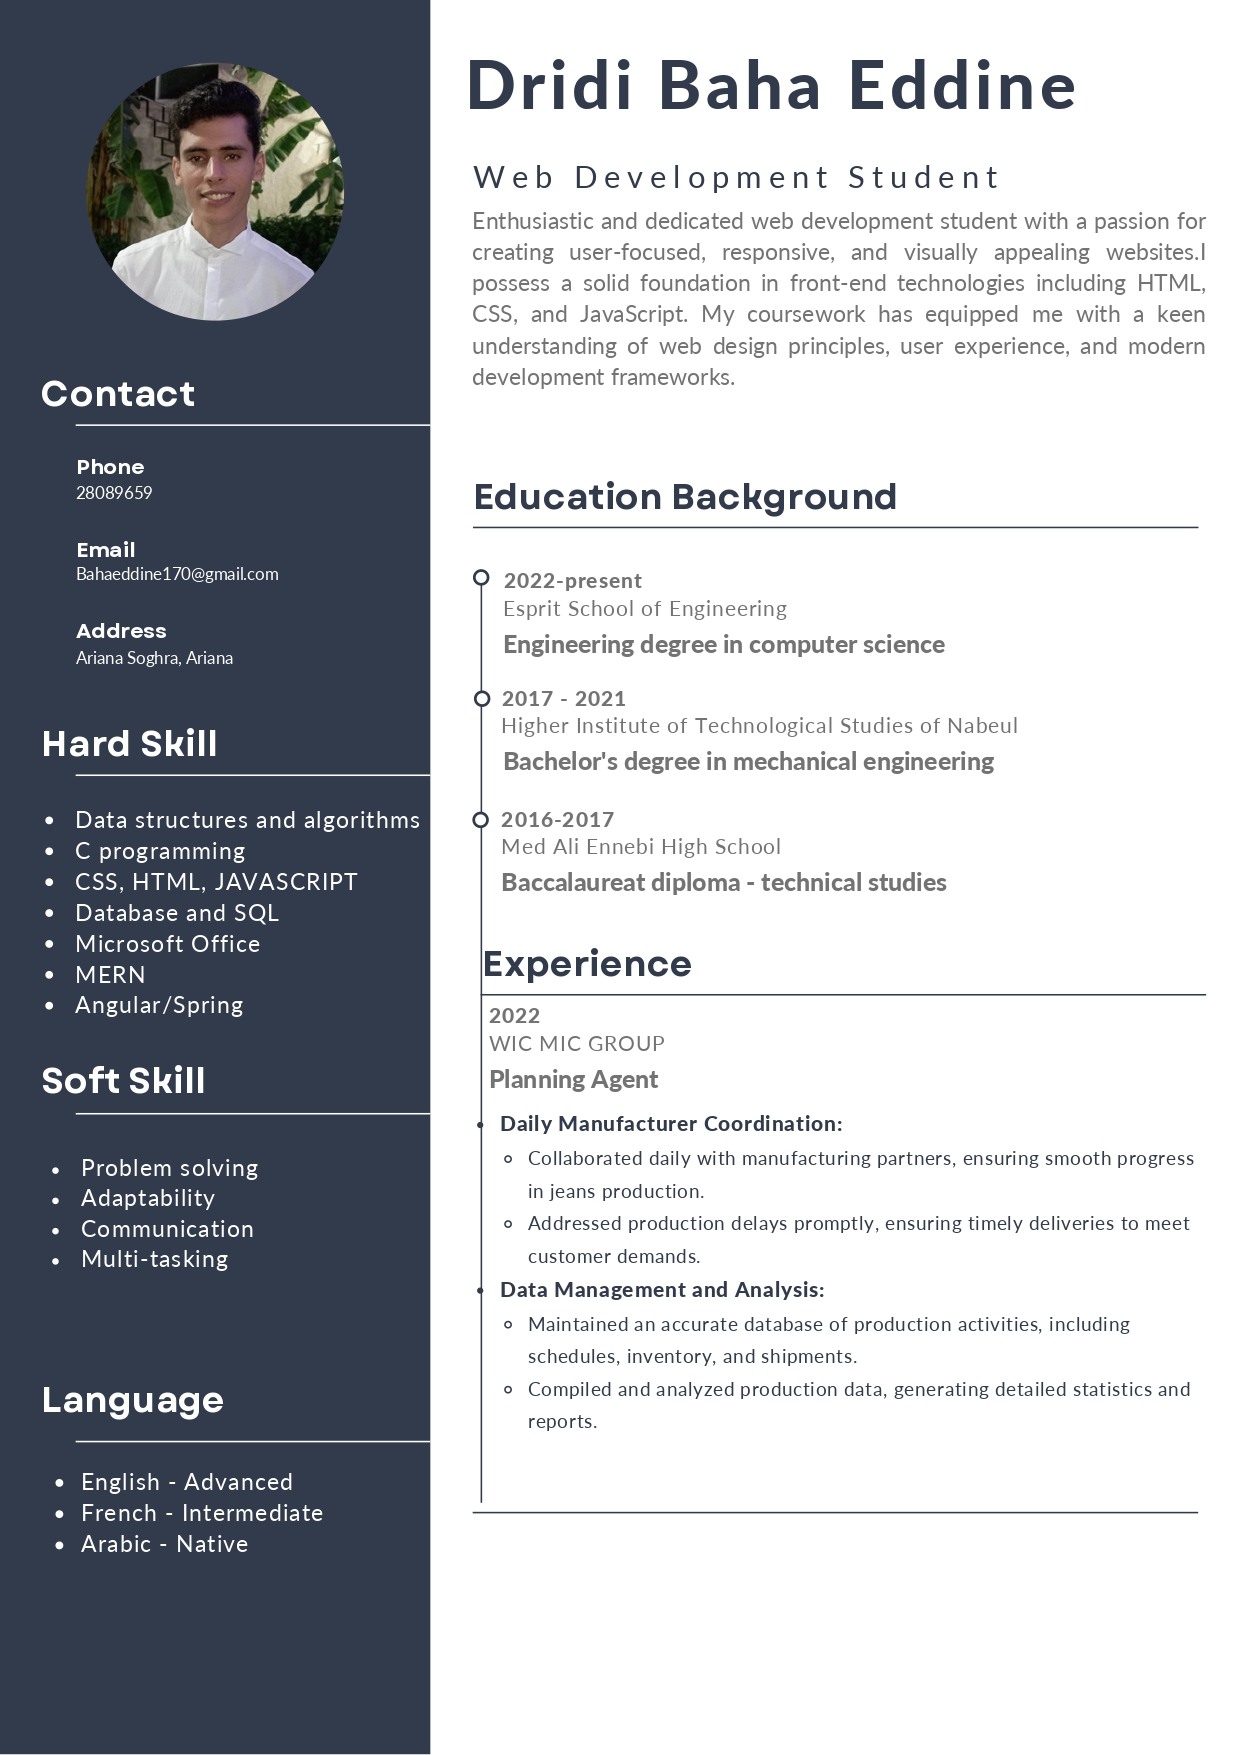 Dridi Baha Eddine
Web Development Student
Enthusiastic and dedicated web development student with a passion for
creating user-focused, responsive, and visually appealing websites.I
possess a solid foundation in front-end technologies including HTML,
CSS, and JavaScript. My coursework has equipped me with a keen
understanding of web design principles, user experience, and modern
development frameworks.
Contact
Phone
28089659
Email
Bahaeddine170@gmail.com
Address
Ariana Soghra, Ariana
Hard Skill
• Data structures and algorithms
• C programming
• CSS, HTML, JAVASCRIPT
• Database and SQL
• Microsoft Office
• MERN
• Angular/Spring
Soft Skill
• Problem solving
• Adaptability
• Communication
• Multi-tasking
Language
• English - Advanced
• French - Intermediate
• Arabic - Native
Education Background
2022-present
Esprit School of Engineering
Engineering degree in computer science
2017 - 2021
Higher Institute of Technological Studies of Nabeul
Bachelor's degree in mechanical engineering
2016-2017
Med Ali Ennebi High School
Baccalaureat diploma - technical studies
Experience
2022
WIC MIC GROUP
Planning Agent
• Daily Manufacturer Coordination:
◦ Collaborated daily with manufacturing partners, ensuring smooth progress
in jeans production.
◦ Addressed production delays promptly, ensuring timely deliveries to meet
customer demands.
• Data Management and Analysis:
◦ Maintained an accurate database of production activities, including
schedules, inventory, and shipments.
◦ Compiled and analyzed production data, generating detailed statistics and
reports.